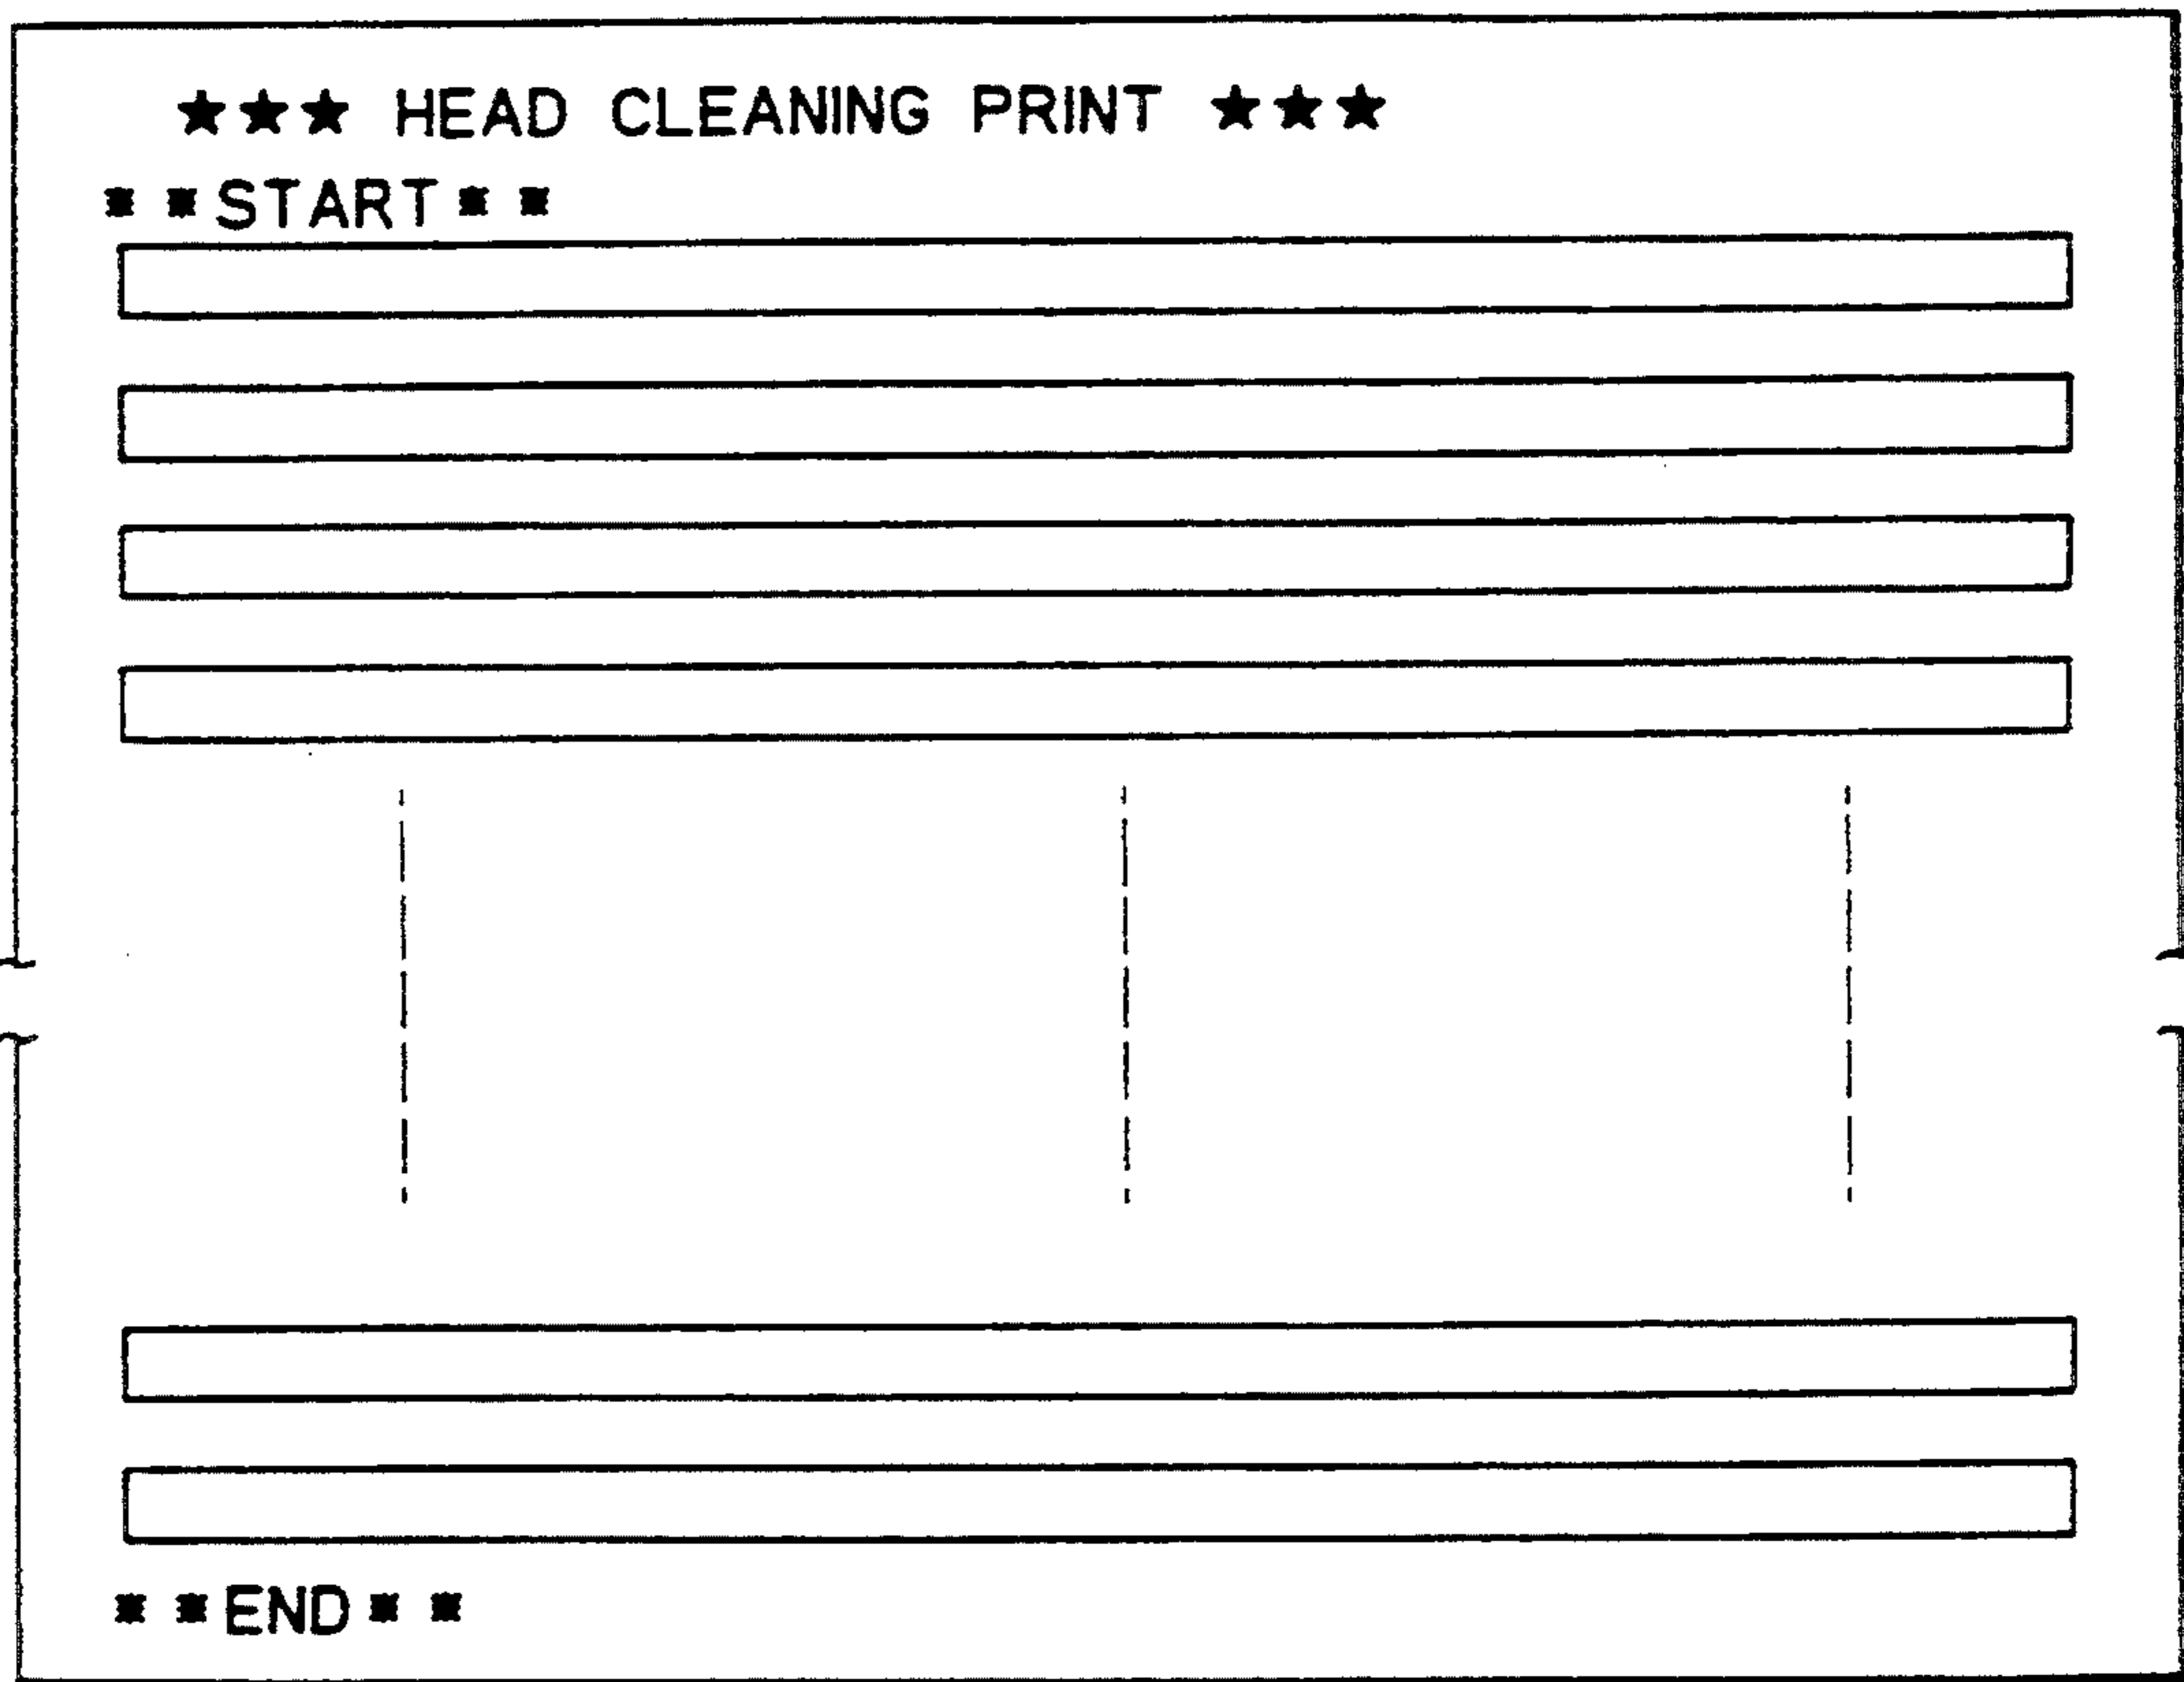 ★★★ HEAD CLEANING PRINT ★★★
**START**
**END**